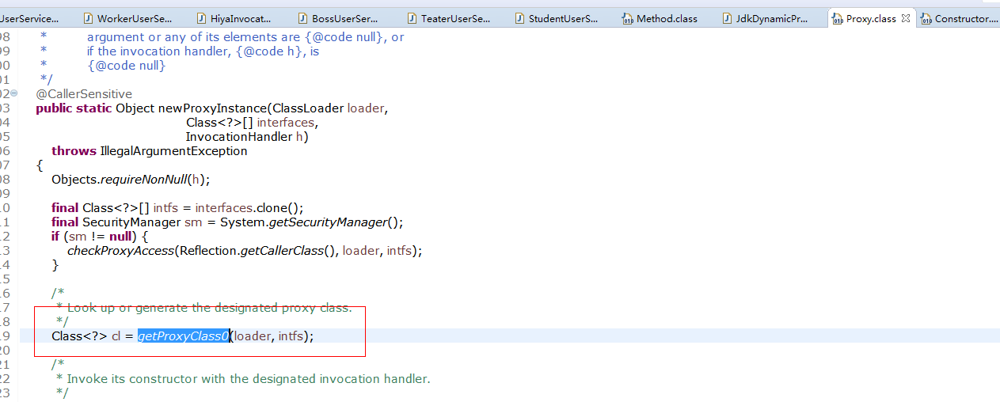 UserService... WorkerUserSe... HiyaInvocat... BossUserSer... TeaterUserSe... StudentUserS... Method.class JdkDynamicPr... Proxy.class Constructor....
98 * argument or any of its elements are {@code null}, or
99 * if the invocation handler, {@code h}, is
00 * {@code null}
01 */
02 @CallerSensitive
03 public static Object newProxyInstance(ClassLoader loader,
04 Class<?>[] interfaces,
05 InvocationHandler h)
06 throws IllegalArgumentException
07 {
08 Objects.requireNonNull(h);
09
10 final Class<?>[] intfs = interfaces.clone();
11 final SecurityManager sm = System.getSecurityManager();
12 if (sm != null) {
13 checkProxyAccess(Reflection.getCallerClass(), loader, intfs);
14 }
15
16 /*
17 * Look up or generate the designated proxy class.
18 */
19 Class<?> cl = getProxyClass0(loader, intfs);
20
21 /*
22 * Invoke its constructor with the designated invocation handler.
23 */